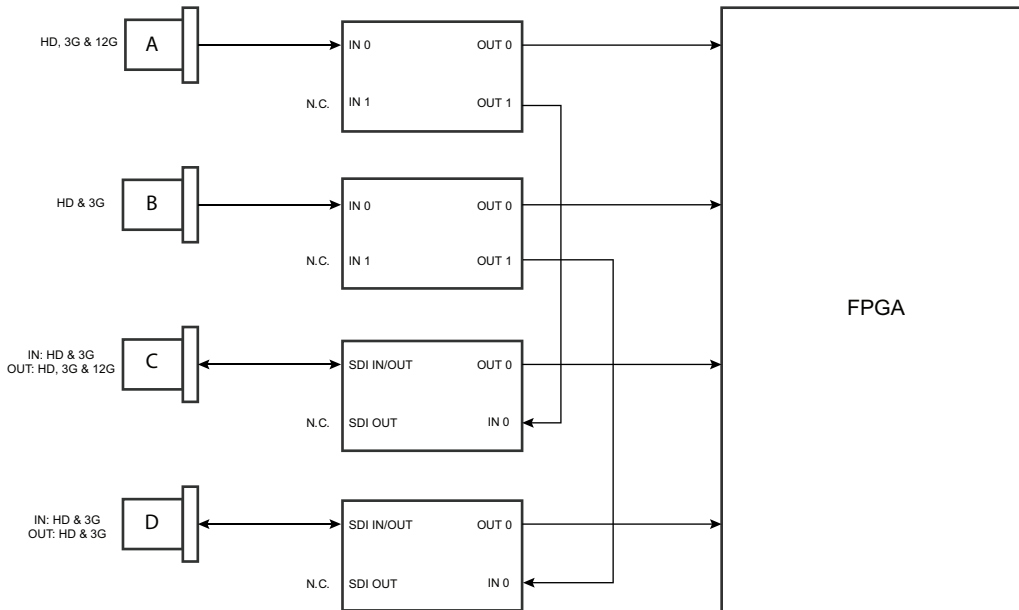 HD, 3G & 12G
A
IN 0
OUT 0
N.C.
IN 1
OUT 1
HD & 3G
B
IN 0
OUT 0
N.C.
IN 1
OUT 1
FPGA
IN: HD & 3G
OUT: HD, 3G & 12G
C
SDI IN/OUT
OUT 0
N.C.
SDI OUT
IN 0
IN: HD & 3G
OUT: HD & 3G
D
SDI IN/OUT
OUT 0
N.C.
SDI OUT
IN 0